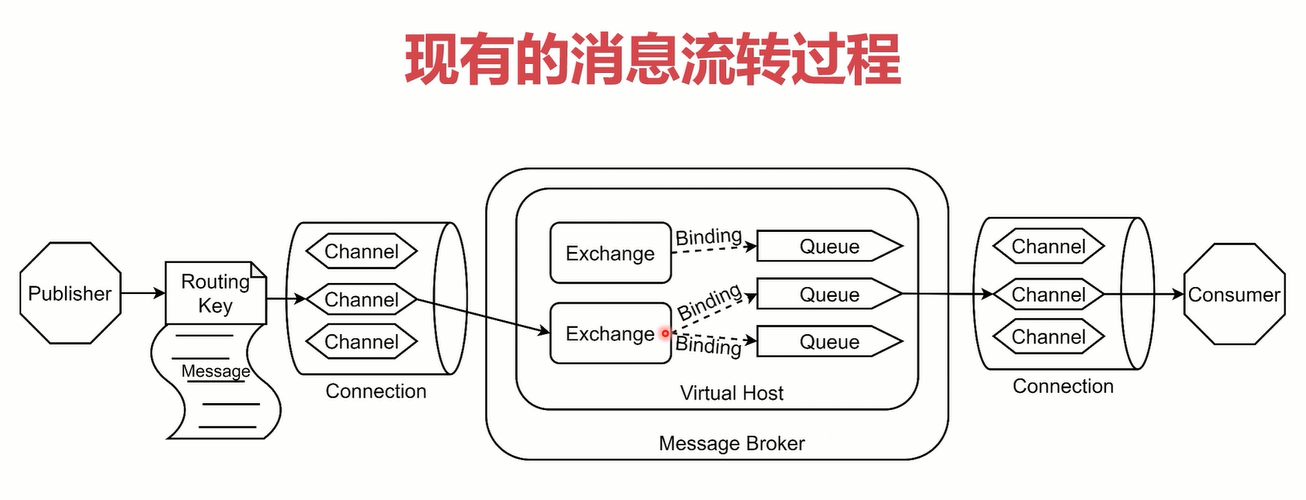 现有的消息流转过程
Publisher
Routing
Key
Message
Channel
Channel
Channel
Connection
Exchange
Exchange
Binding
Binding
Binding
Queue
Queue
Queue
Virtual Host
Message Broker
Channel
Channel
Channel
Connection
Consumer